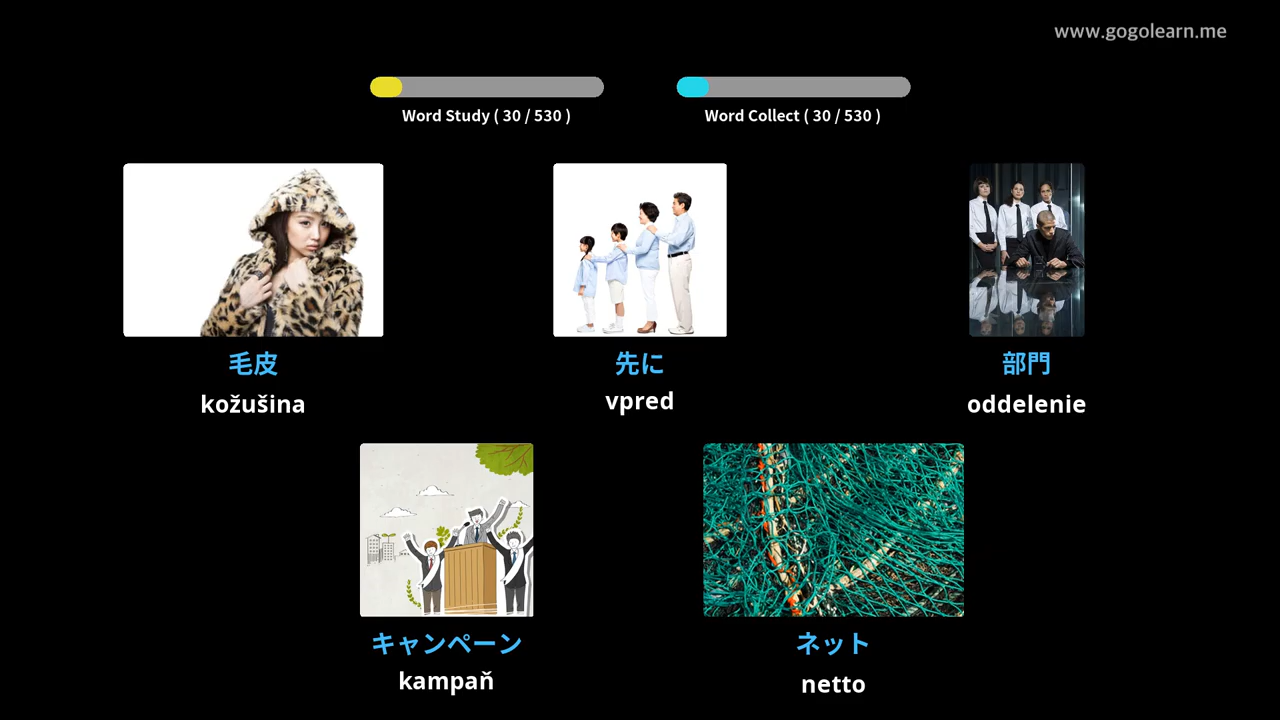 www.gogolearn.me
Word Study ( 30 / 530 )
Word Collect ( 30 / 530 )
毛皮
kožušina
先に
vpred
部門
oddelenie
キャンペーン
kampaň
ネット
netto